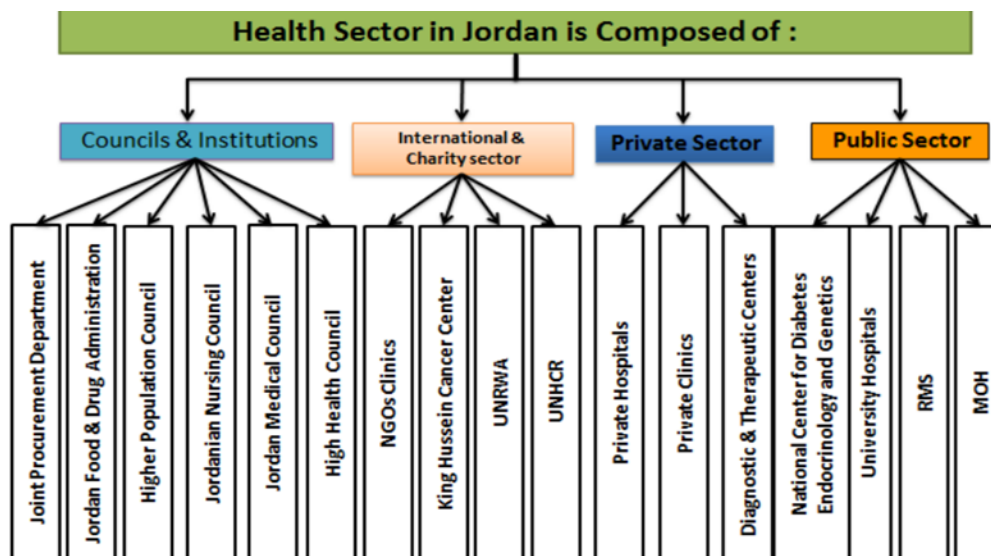 Health Sector in Jordan is Composed of :
Councils & Institutions
International &
Charity sector
Private Sector
Public Sector
Joint Procurement Department
Jordan Food & Drug Administration
Higher Population Council
Jordanian Nursing Council
Jordan Medical Council
High Health Council
NGOs Clinics
King Hussein Cancer Center
UNRWA
UNHCR
Private Hospitals
Private Clinics
Diagnostic & Therapeutic Centers
National Center for Diabetes
Endocrinology and Genetics
University Hospitals
RMS
MOH